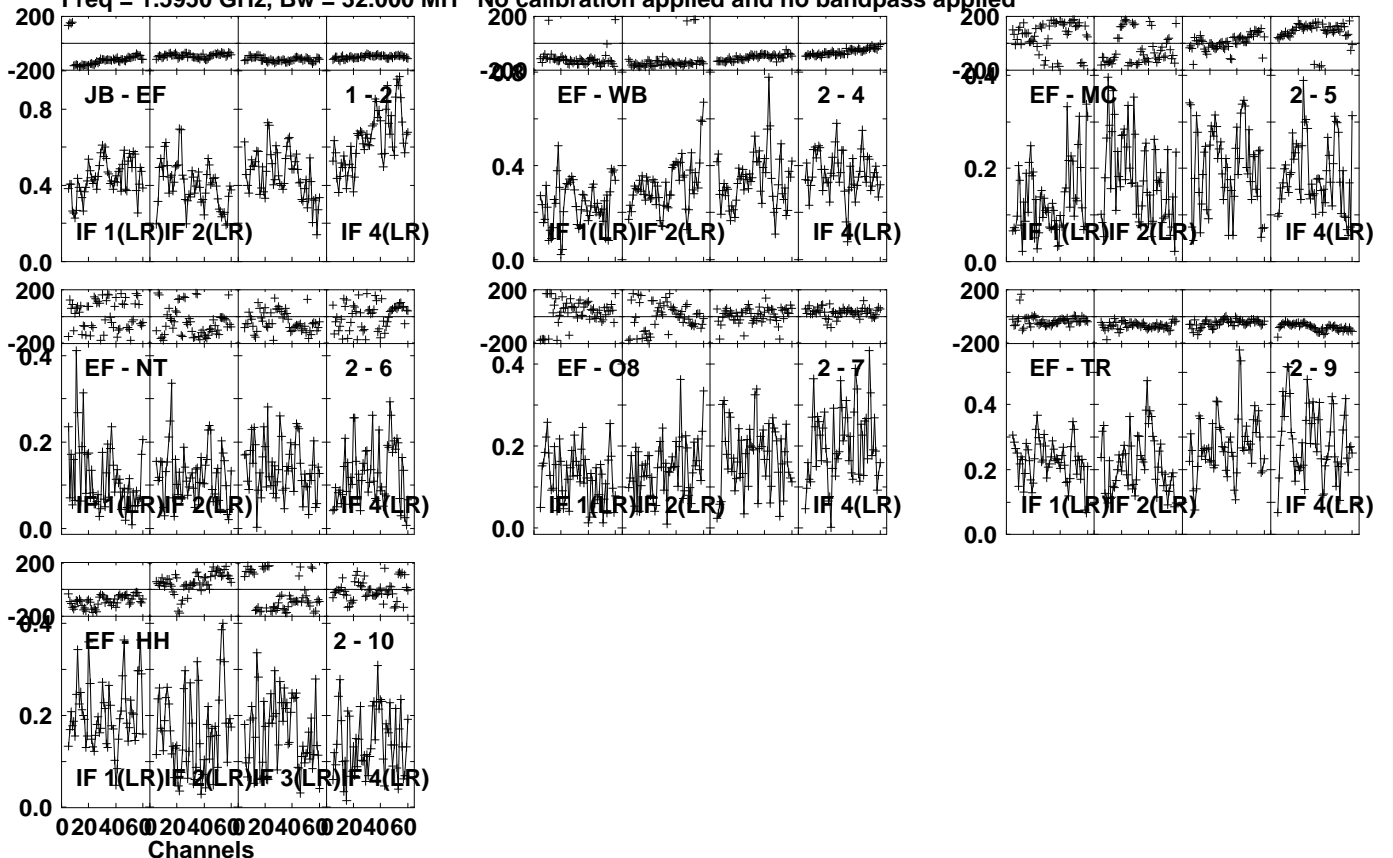 Freq = 1.5950 GHz, Bw = 32.000 MH No calibration applied and no bandpass applied
200
-200
JB - EF 1 - 2
0.8
0.4
0.0
IF 1(LR) IF 2(LR) IF 4(LR)
200
-200
0.8
EF - WB 2 - 4
0.4
0.0
IF 1(LR) IF 2(LR) IF 4(LR)
200
-200
0.4
EF - MC 2 - 5
0.2
0.0
IF 1(LR) IF 2(LR) IF 4(LR)
200
-200
0.4
EF - NT 2 - 6
0.2
0.0
IF 1(LR) IF 2(LR) IF 4(LR)
200
-200
0.4
EF - O8 2 - 7
0.2
0.0
IF 1(LR) IF 2(LR) IF 4(LR)
200
-200
EF - TR 2 - 9
0.4
0.2
0.0
IF 1(LR) IF 2(LR) IF 4(LR)
200
-200
0.4
EF - HH 2 - 10
0.2
0.0
IF 1(LR) IF 2(LR) IF 3(LR) IF 4(LR)
0 20 40 60 0 20 40 60 0 20 40 60 0 20 40 60
Channels